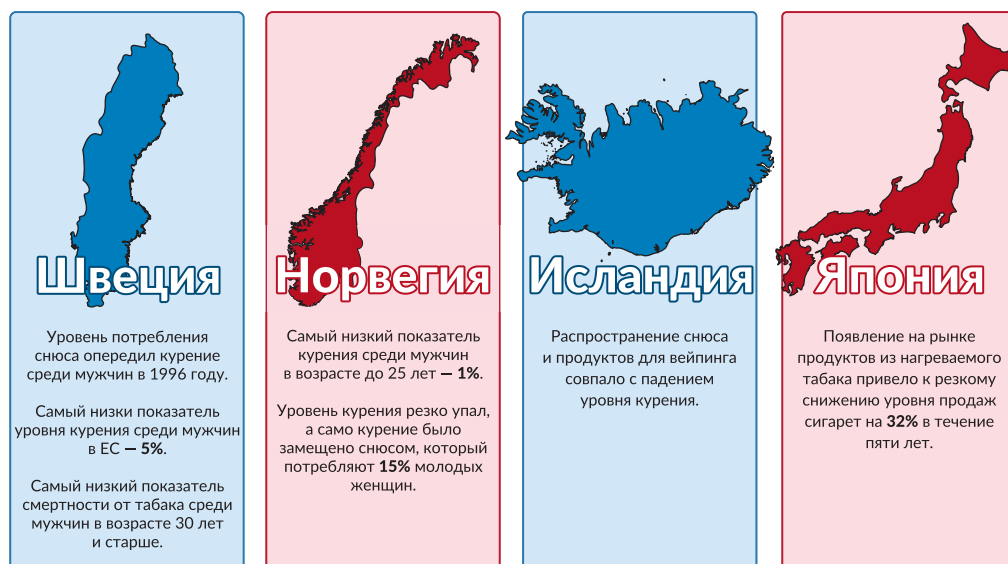 Швеция
Уровень потребления
снюса опередил курение
среди мужчин в 1996 году.
Самый низки показатель
уровня курения среди мужчин
в ЕС — 5%.
Самый низкий показатель
смертности от табака среди
мужчин в возрасте 30 лет
и старше.
Норвегия
Самый низкий показатель
курения среди мужчин
в возрасте до 25 лет — 1%.
Уровень курения резко упал,
а само курение было
замещено снюсом, который
потребляют 15% молодых
женщин.
Исландия
Распространение снюса
и продуктов для вейпинга
совпало с падением
уровня курения.
Япония
Появление на рынке
продуктов из нагреваемого
табака привело к резкому
снижению уровня продаж
сигарет на 32% в течение
пяти лет.